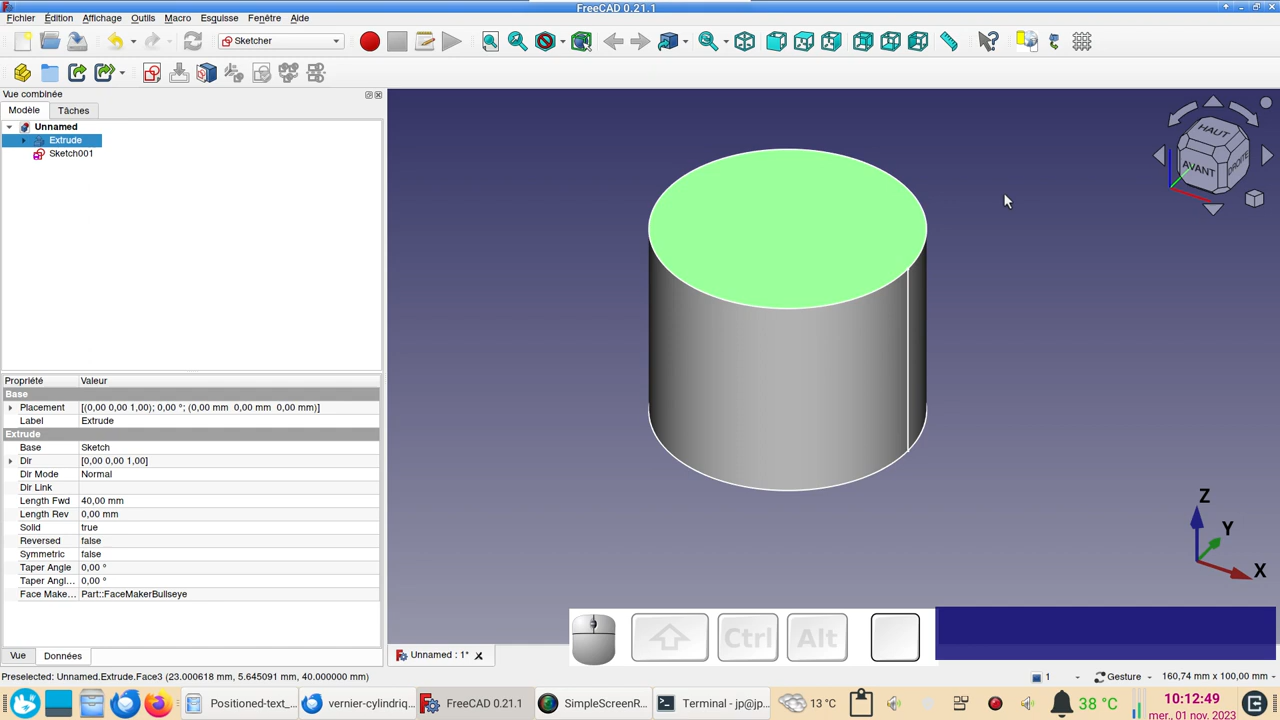 FreeCAD 0.21.1
Fichier Édition Affichage Outils Macro Esquisse Fenêtre Aide
Sketcher
Vue combinée
Modèle Tâches
Unnamed
Extrude
Sketch001
HAUT
AVANT
DROITE
Propriété Valeur
Base
Placement [(0,00 0,00 1,00); 0,00 °; (0,00 mm 0,00 mm 0,00 mm)]
Label Extrude
Extrude
Base Sketch
Dir [0,00 0,00 1,00]
Dir Mode Normal
Dir Link
Length Fwd 40,00 mm
Length Rev 0,00 mm
Solid true
Reversed false
Symmetric false
Taper Angle 0,00 °
Taper Angl... 0,00 °
Face Make... Part::FaceMakerBullseye
Z
Y
X
Ctrl Alt
Vue Données
Unnamed : 1*
Preselected: Unnamed.Extrude.Face3 (23.000618 mm, 5.645091 mm, 40.000000 mm)
1 Gesture 160,74 mm x 100,00 mm
Positioned-text_...
vernier-cylindriq...
FreeCAD 0.21.1
SimpleScreenR...
Terminal — jp@jp...
13 °C
38 °C
10:12:49
mer., 01 nov. 2023